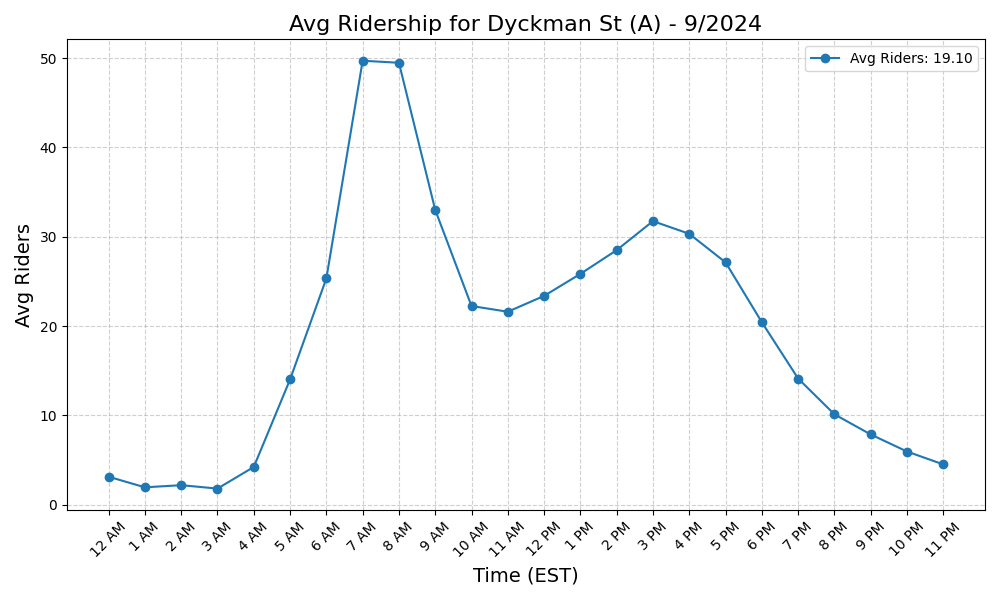 Avg Ridership for Dyckman St (A) - 9/2024
Avg Riders: 19.10
Avg Riders
50
40
30
20
10
0
12 AM
1 AM
2 AM
3 AM
4 AM
5 AM
6 AM
7 AM
8 AM
9 AM
10 AM
11 AM
12 PM
1 PM
2 PM
3 PM
4 PM
5 PM
6 PM
7 PM
8 PM
9 PM
10 PM
11 PM
Time (EST)